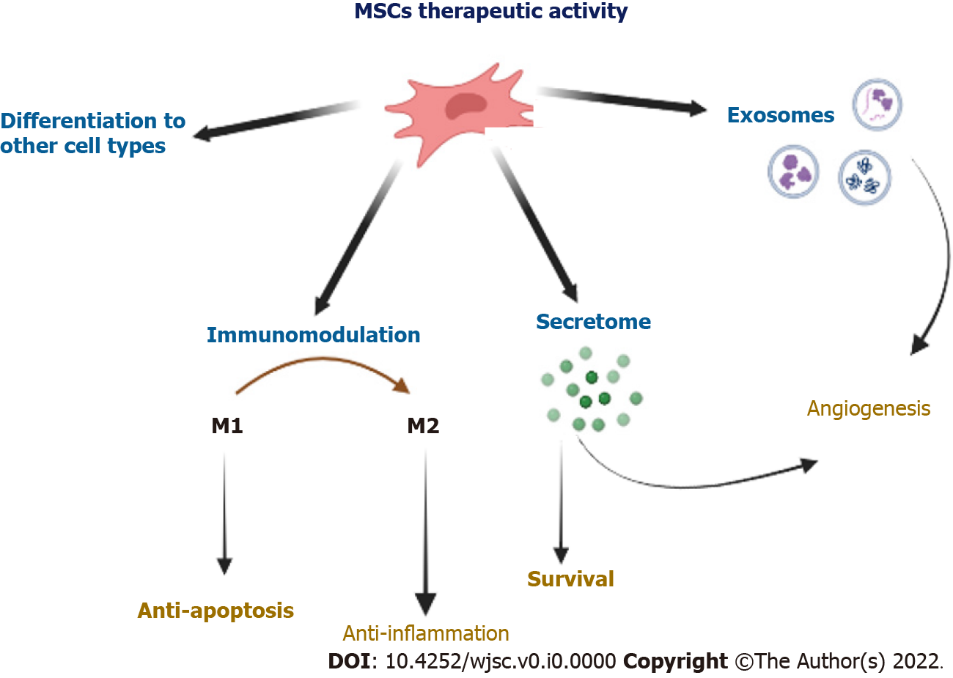 MSCs therapeutic activity
Differentiation to
other cell types
Exosomes
Immunomodulation
Secretome
M1
M2
Angiogenesis
Survival
Anti-apoptosis
Anti-inflammation
DOI: 10.4252/wjsc.v0.i0.0000 Copyright ©The Author(s) 2022.